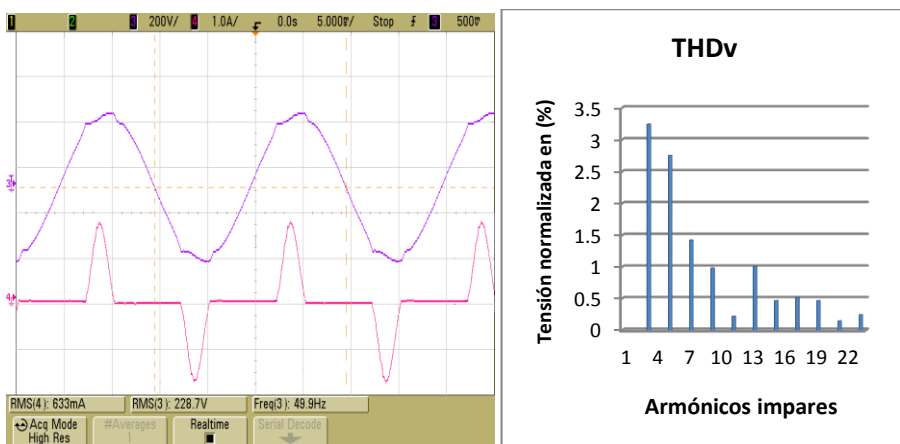 1 2 3 200V/ 4 1.0A/ 0.0s 5.000▽/ Stop 3 500▽
3
4
RMS(4): 633mA RMS(3): 228.7V Freq(3): 49.9Hz
Acq Mode
High Res
#Averages
1
Realtime
Serial Decode
THDv
Tensión normalizada en (%)
3.5
3
2.5
2
1.5
1
0.5
0
1 4 7 10 13 16 19 22
Armónicos impares